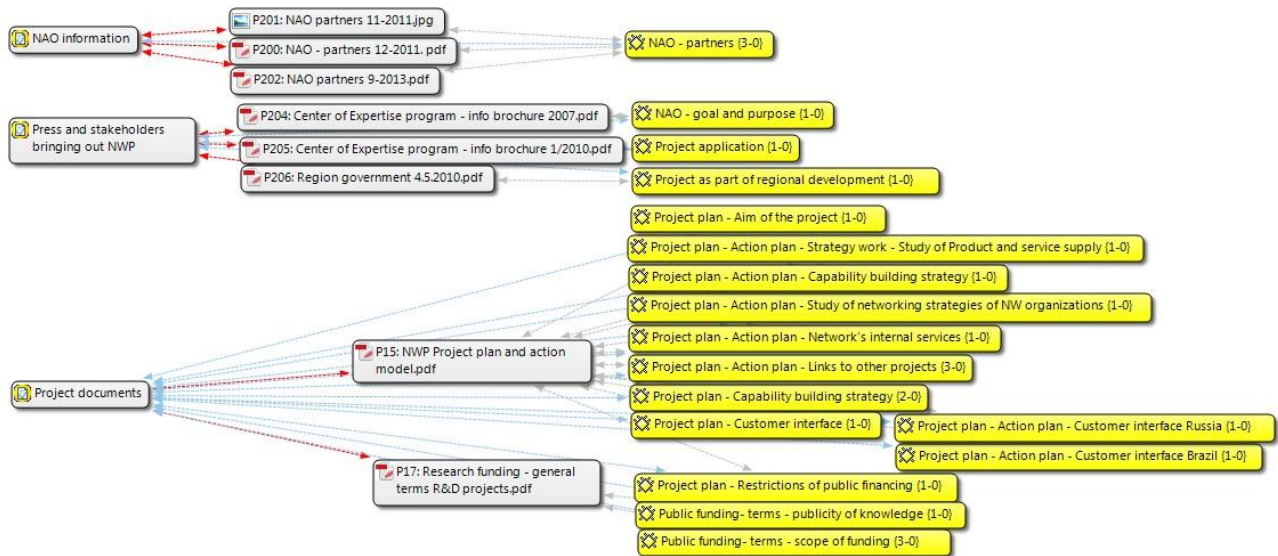 NAO information
P201: NAO partners 11-2011.jpg
P200: NAO - partners 12-2011. pdf
P202: NAO partners 9-2013.pdf
NAO - partners {3-0}
Press and stakeholders
bringing out NWP
P204: Center of Expertise program - info brochure 2007.pdf
P205: Center of Expertise program - info brochure 1/2010.pdf
P206: Region government 4.5.2010.pdf
NAO - goal and purpose {1-0}
Project application {1-0}
Project as part of regional development {1-0}
Project plan - Aim of the project {1-0}
Project plan - Action plan - Strategy work - Study of Product and service supply {1-0}
Project plan - Action plan - Capability building strategy {1-0}
Project plan - Action plan - Study of networking strategies of NW organizations {1-0}
Project plan - Action plan - Network's internal services {1-0}
P15: NWP Project plan and action
model.pdf
Project plan - Action plan - Links to other projects {3-0}
Project documents
Project plan - Capability building strategy {2-0}
Project plan - Customer interface {1-0}
Project plan - Action plan - Customer interface Russia {1-0}
Project plan - Action plan - Customer interface Brazil {1-0}
P17: Research funding - general
terms R&D projects.pdf
Project plan - Restrictions of public financing {1-0}
Public funding- terms - publicity of knowledge {1-0}
Public funding- terms - scope of funding {3-0}